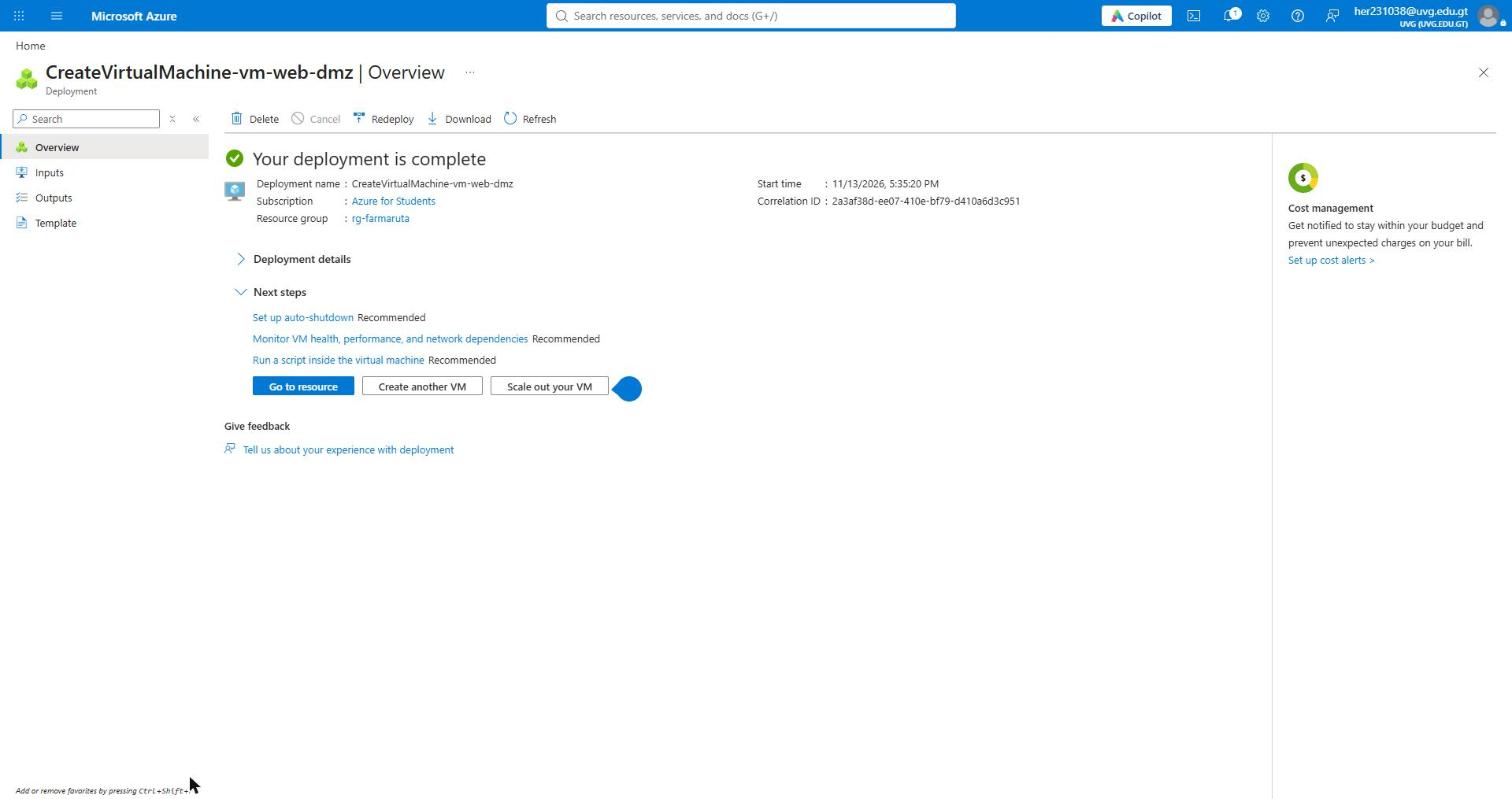 Microsoft Azure
Search resources, services, and docs (G+/)
Copilot
1
her231038@uvg.edu.gt
UVG (UVG.EDU.GT)
Home
CreateVirtualMachine-vm-web-dmz | Overview
Deployment
Search
Delete
Cancel
Redeploy
Download
Refresh
Overview
Inputs
Outputs
Template
Your deployment is complete
Deployment name : CreateVirtualMachine-vm-web-dmz
Subscription : Azure for Students
Resource group : rg-farmaruta
Start time : 11/13/2026, 5:35:20 PM
Correlation ID : 2a3af38d-ee07-410e-bf79-d410a6d3c951
Deployment details
Next steps
Set up auto-shutdown Recommended
Monitor VM health, performance, and network dependencies Recommended
Run a script inside the virtual machine Recommended
Go to resource
Create another VM
Scale out your VM
Give feedback
Tell us about your experience with deployment
$
Cost management
Get notified to stay within your budget and
prevent unexpected charges on your bill.
Set up cost alerts >
Add or remove favorites by pressing Ctrl+Shift+